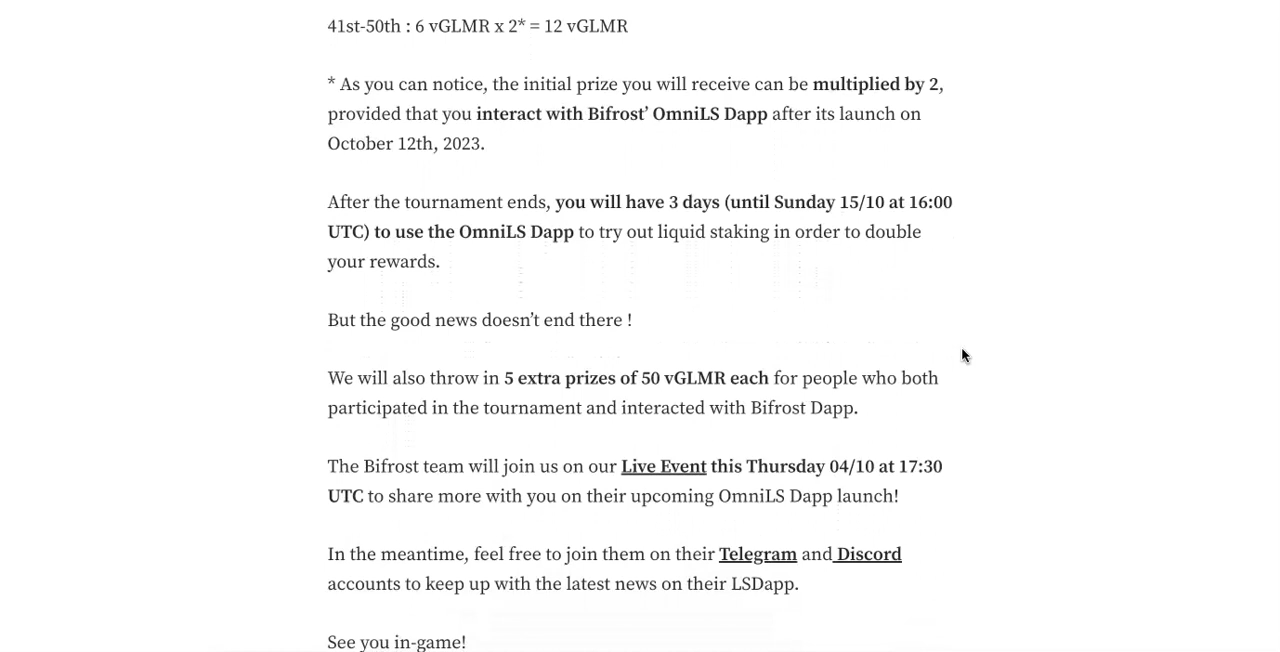 41st-50th : 6 vGLMR x 2* = 12 vGLMR
* As you can notice, the initial prize you will receive can be multiplied by 2,
provided that you interact with Bifrost’ OmniLS Dapp after its launch on
October 12th, 2023.
After the tournament ends, you will have 3 days (until Sunday 15/10 at 16:00
UTC) to use the OmniLS Dapp to try out liquid staking in order to double
your rewards.
But the good news doesn’t end there !
We will also throw in 5 extra prizes of 50 vGLMR each for people who both
participated in the tournament and interacted with Bifrost Dapp.
The Bifrost team will join us on our Live Event this Thursday 04/10 at 17:30
UTC to share more with you on their upcoming OmniLS Dapp launch!
In the meantime, feel free to join them on their Telegram and Discord
accounts to keep up with the latest news on their LSDapp.
See you in-game!